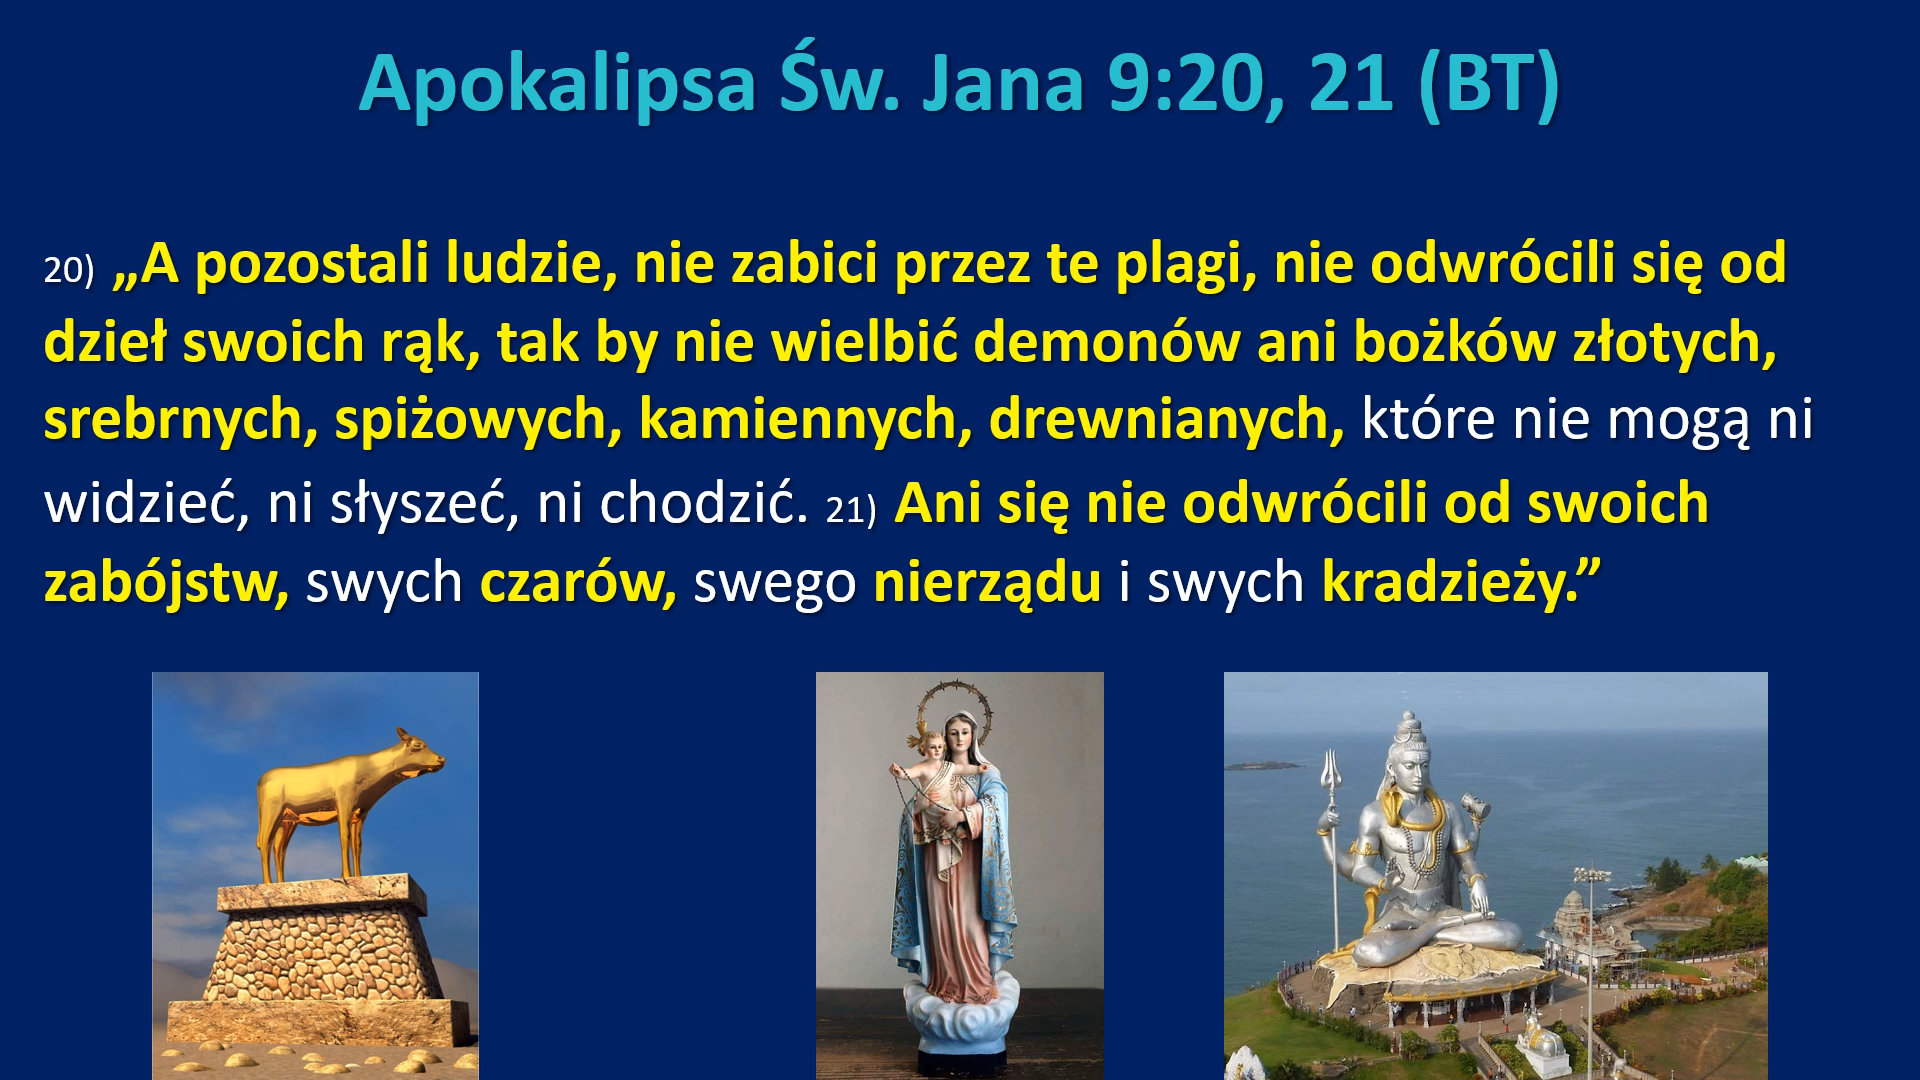 Apokalipsa Św. Jana 9:20, 21 (BT)
20) „A pozostali ludzie, nie zabici przez te plagi, nie odwrócili się od
dzieł swoich rąk, tak by nie wielbić demonów ani bożków złotych,
srebrnych, spiżowych, kamiennych, drewnianych, które nie mogą ni
widzieć, ni słyszeć, ni chodzić. 21) Ani się nie odwrócili od swoich
zabójstw, swych czarów, swego nierządu i swych kradzieży.”